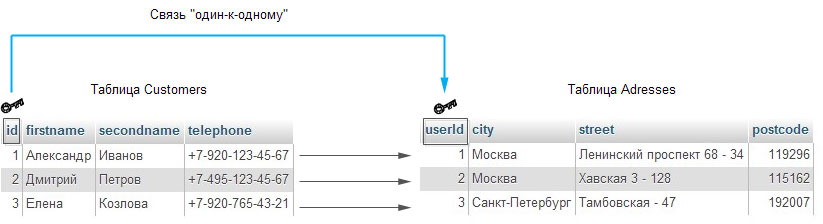 Связь "один-к-одному"
Таблица Customers
Таблица Adresses
id firstname secondname telephone
userId city street postcode
1 Александр Иванов +7-920-123-45-67
1 Москва Ленинский проспект 68 - 34 119296
2 Дмитрий Петров +7-495-123-45-67
2 Москва Хавская 3 - 128 115162
3 Елена Козлова +7-920-765-43-21
3 Санкт-Петербург Тамбовская - 47 192007